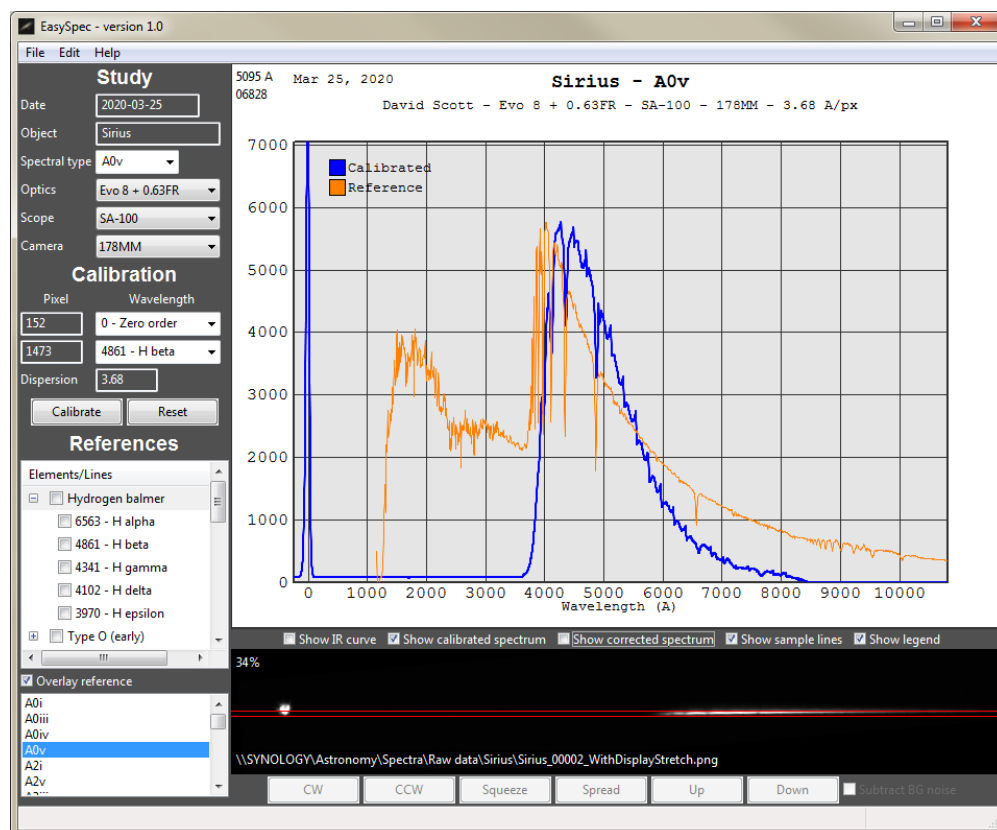 EasySpec - version 1.0
File Edit Help
Study
Date 2020-03-25
Object Sirius
Spectral type A0v
Optics Evo 8 + 0.63FR
Scope SA-100
Camera 178MM
Calibration
Pixel Wavelength
152 0 - Zero order
1473 4861 - H beta
Dispersion 3.68
Calibrate Reset
References
Elements/Lines
Hydrogen balmer
6563 - H alpha
4861 - H beta
4341 - H gamma
4102 - H delta
3970 - H epsilon
Type O (early)
Overlay reference
A0i
A0iii
A0iv
A0v
A2i
A2v
5095 A Mar 25, 2020 Sirius - A0v
06828
David Scott - Evo 8 + 0.63FR - SA-100 - 178MM - 3.68 A/px
Calibrated
Reference
7000
6000
5000
4000
3000
2000
1000
0
0 1000 2000 3000 4000 5000 6000 7000 8000 9000 10000
Wavelength (A)
Show IR curve Show calibrated spectrum Show corrected spectrum Show sample lines Show legend
34%
\\SYNOLOGY\Astronomy\Spectra\Raw data\Sirius\Sirius_00002_WithDisplayStretch.png
CW CCW Squeeze Spread Up Down Subtract BG noise